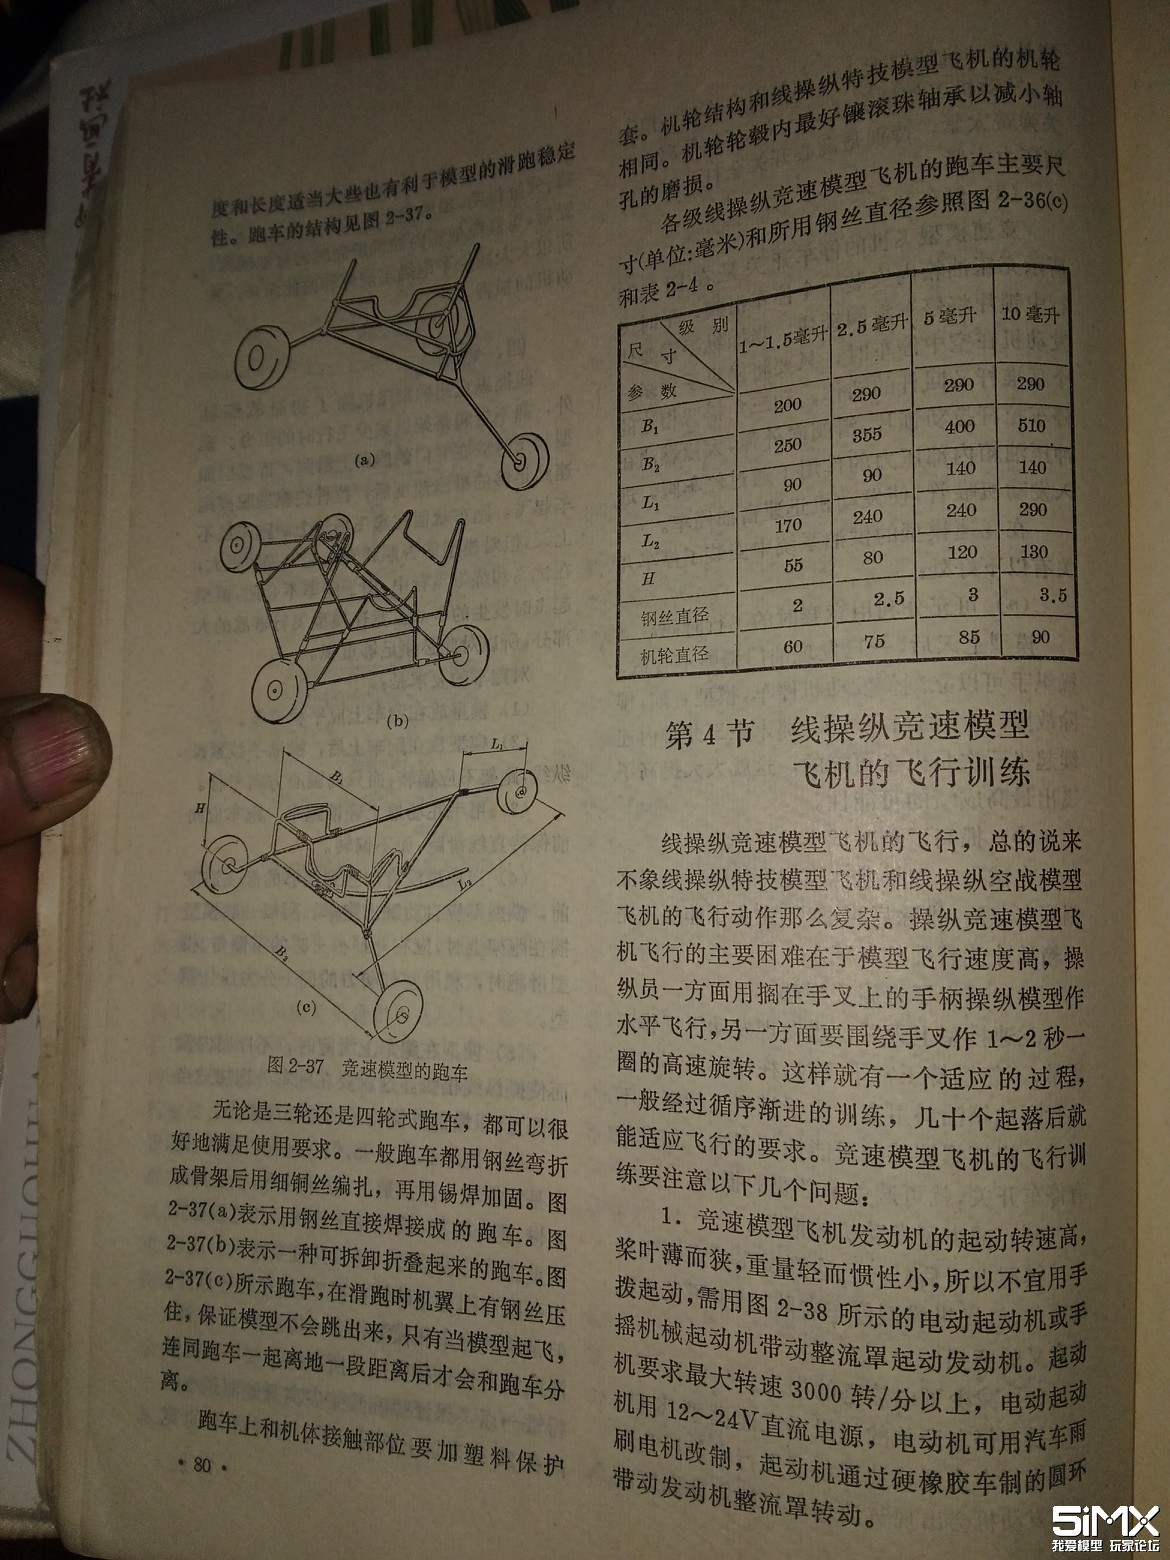 度和长度适当大些也有利于模型的滑跑稳定
性。跑车的结构见图2-37。
(a)
(b)
L₁
B₁
H
L₂
B₂
(c)
图2-37 竞速模型的跑车
无论是三轮还是四轮式跑车，都可以很
好地满足使用要求。一般跑车都用钢丝弯折
成骨架后用细铜丝编扎，再用锡焊加固。图
2-37(a)表示用钢丝直接焊接成的跑车。图
2-37(b)表示一种可拆卸折叠起来的跑车。图
2-37(c)所示跑车，在滑跑时机翼上有钢丝压
住，保证模型不会跳出来，只有当模型起飞，
连同跑车一起离地一段距离后才会和跑车分
离。
跑车上和机体接触部位要加塑料保护
·80·
套。机轮结构和线操纵特技模型飞机的机轮
相同。机轮轮毂内最好镶滚珠轴承以减小轴
孔的磨损。
各级线操纵竞速模型飞机的跑车主要尺
寸(单位:毫米)和所用钢丝直径参照图2-36(c)
和表2-4。
级别 尺寸 参数 1～1.5毫升 2.5毫升 5毫升 10毫升
B₁ 200 290 290 290
B₂ 250 355 400 510
L₁ 90 90 140 140
L₂ 170 240 240 290
H 55 80 120 130
钢丝直径 2 2.5 3 3.5
机轮直径 60 75 85 90
第4节 线操纵竞速模型
飞机的飞行训练
线操纵竞速模型飞机的飞行，总的说来
不象线操纵特技模型飞机和线操纵空战模型
飞机的飞行动作那么复杂。操纵竞速模型飞
机飞行的主要困难在于模型飞行速度高，操
纵员一方面用搁在手叉上的手柄操纵模型作
水平飞行，另一方面要围绕手叉作1～2秒一
圈的高速旋转。这样就有一个适应的过程，
一般经过循序渐进的训练，几十个起落后就
能适应飞行的要求。竞速模型飞机的飞行训
练要注意以下几个问题：
1．竞速模型飞机发动机的起动转速高，
桨叶薄而狭，重量轻而惯性小，所以不宜用手
拨起动，需用图2-38所示的电动起动机或手
摇机械起动机带动整流罩起动发动机。起动
机要求最大转速3000转/分以上，电动起动
机用12～24V直流电源，电动机可用汽车雨
刷电机改制，起动机通过硬橡胶车制的圆环
带动发动机整流罩转动。
ZHONGGUO
5iMX
我爱模型 玩家论坛